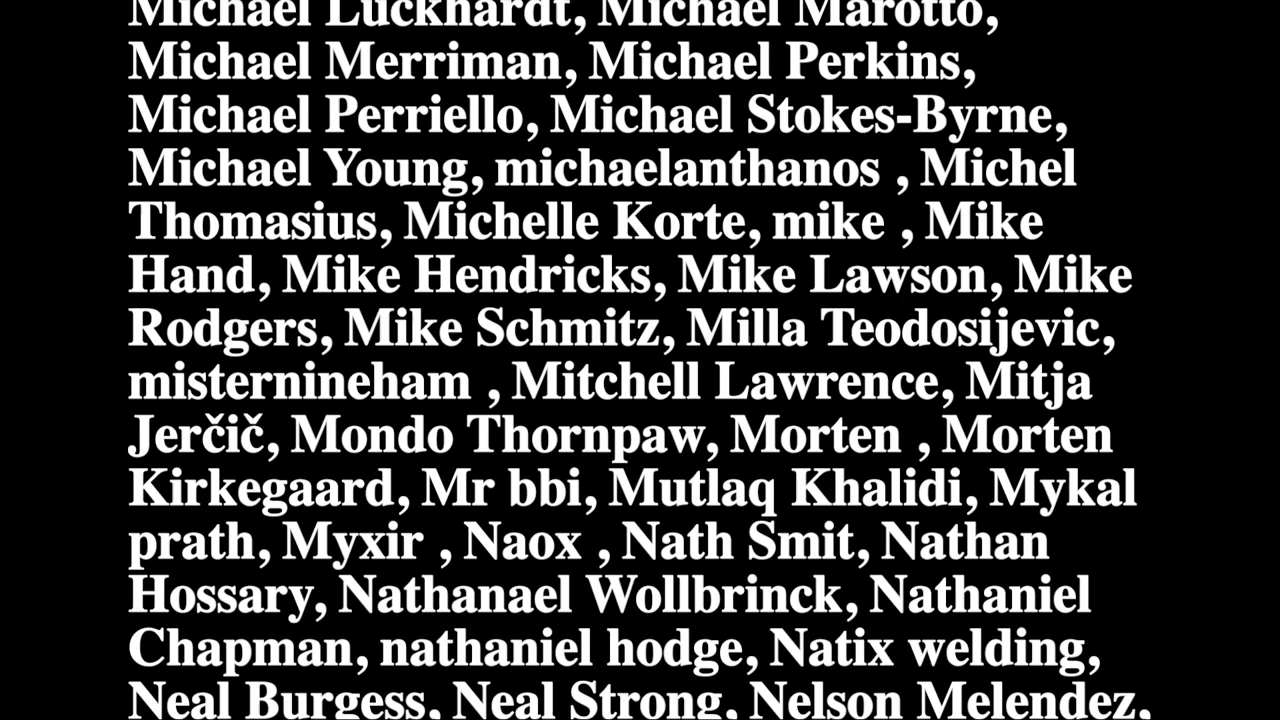 Michael Luckhardt, Michael Marotto,
Michael Merriman, Michael Perkins,
Michael Perriello, Michael Stokes-Byrne,
Michael Young, michaelanthanos , Michel
Thomasius, Michelle Korte, mike , Mike
Hand, Mike Hendricks, Mike Lawson, Mike
Rodgers, Mike Schmitz, Milla Teodosijevic,
misternineham , Mitchell Lawrence, Mitja
Jerčič, Mondo Thornpaw, Morten , Morten
Kirkegaard, Mr bbi, Mutlaq Khalidi, Mykal
prath, Myxir , Naox , Nath Smit, Nathan
Hossary, Nathanael Wollbrinck, Nathaniel
Chapman, nathaniel hodge, Natix welding,
Neal Burgess, Neal Strong, Nelson Melendez,